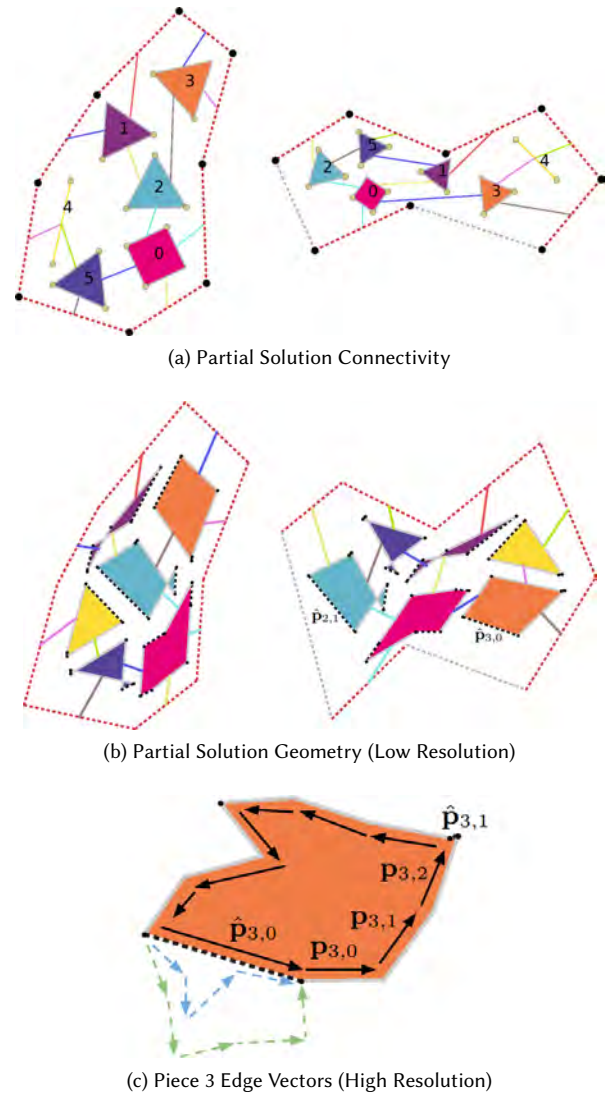 3
1
2
4
0
5
5
2
1
4
0
3
(a) Partial Solution Connectivity
p̂2,1
p̂3,0
(b) Partial Solution Geometry (Low Resolution)
p̂3,1
p3,2
p̂3,0
p3,0
p3,1
(c) Piece 3 Edge Vectors (High Resolution)